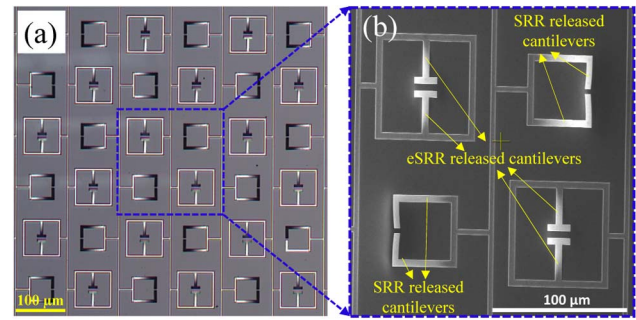 (a)
100 μm
(b)
SRR released
cantilevers
eSRR released cantilevers
SRR released
cantilevers
100 μm